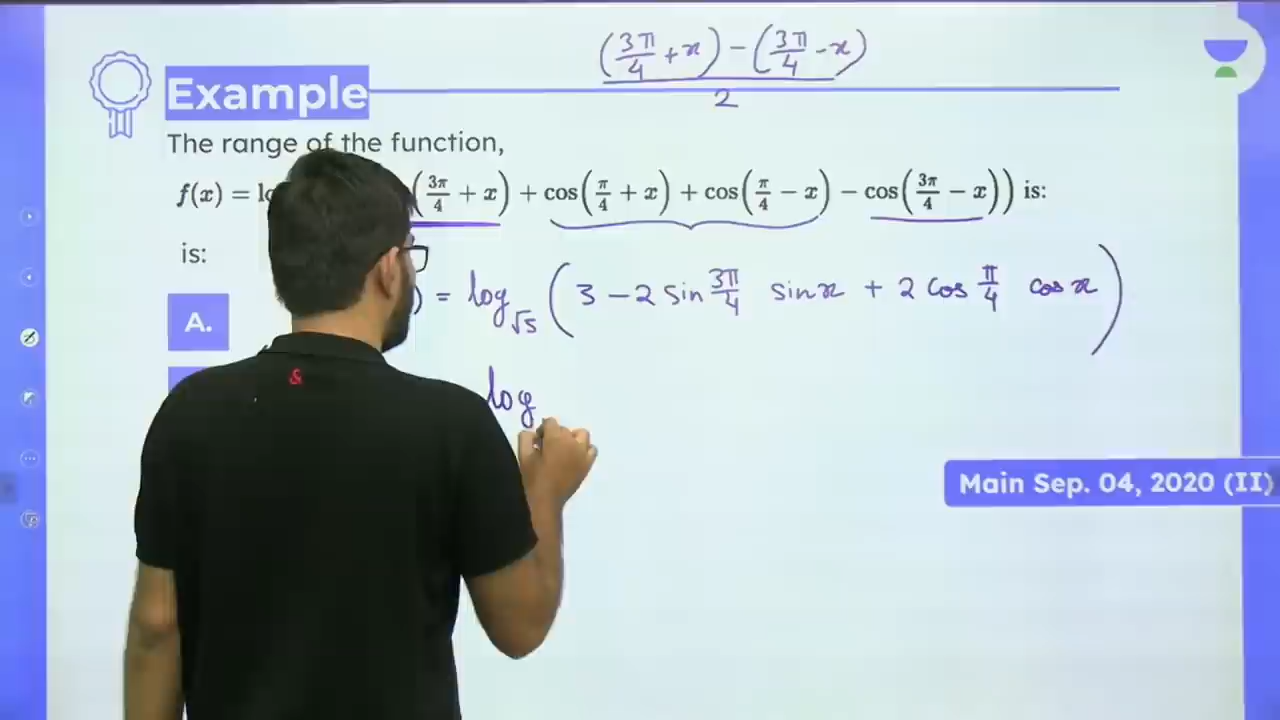 (3π/4 + x) − (3π/4 − x)
2
Example
The range of the function,
f(x) = (3π/4 + x) + cos(π/4 + x) + cos(π/4 − x) − cos(3π/4 − x)) is:
is:
) = log√5 (3 − 2 sin 3π/4 sin x + 2 cos π/4 cos x)
A.
log
&
Main Sep. 04, 2020 (II)